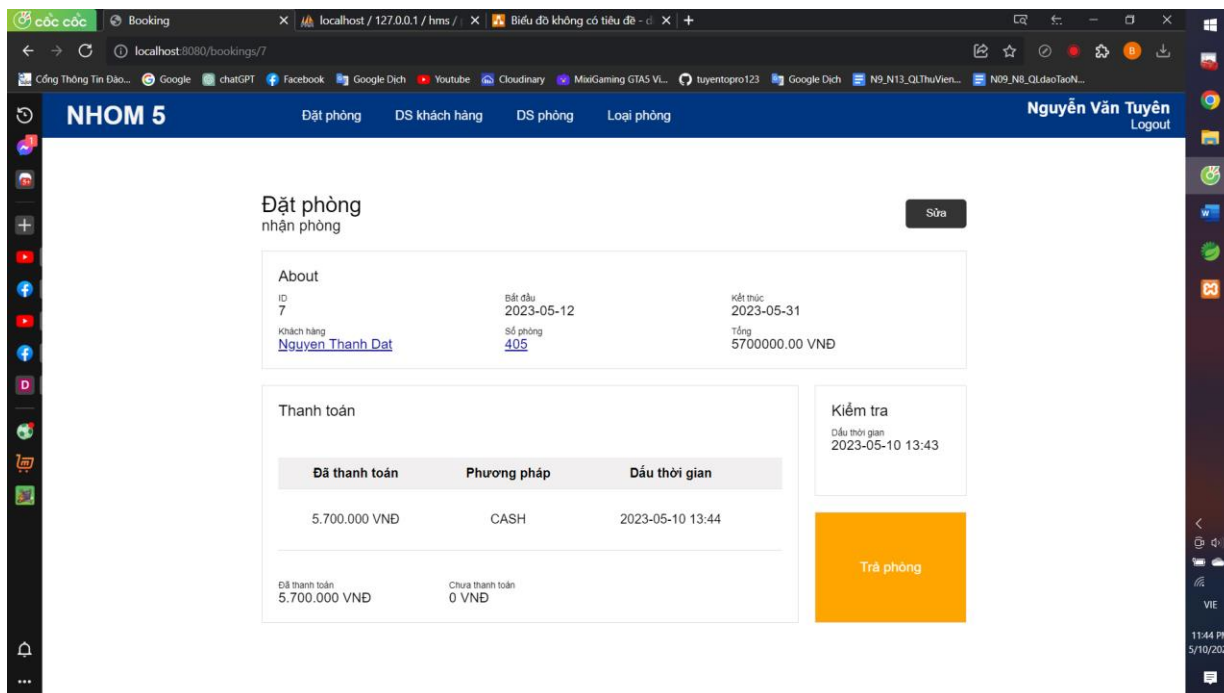 cốc cốc Booking localhost / 127.0.0.1 / hms / Biểu đồ không có tiêu đề - d
localhost:8080/bookings/7
Cổng Thông Tin Đào... Google chatGPT Facebook Google Dịch Youtube Cloudinary MixiGaming GTA5 Vi... tuyentopro123 Google Dịch N9_N13_QLThuVien... N09_N8_QLdaoTaoN...
NHOM 5 Đặt phòng DS khách hàng DS phòng Loại phòng Nguyễn Văn Tuyên
Logout
Đặt phòng
nhận phòng
Sửa
About
ID Bắt đầu Kết thúc
7 2023-05-12 2023-05-31
Khách hàng Số phòng Tổng
Nguyen Thanh Dat 405 5700000.00 VNĐ
Thanh toán
Đã thanh toán Phương pháp Dấu thời gian
5.700.000 VNĐ CASH 2023-05-10 13:44
Đã thanh toán Chưa thanh toán
5.700.000 VNĐ 0 VNĐ
Kiểm tra
Dấu thời gian
2023-05-10 13:43
Trả phòng
VIE
11:44 PM
5/10/202